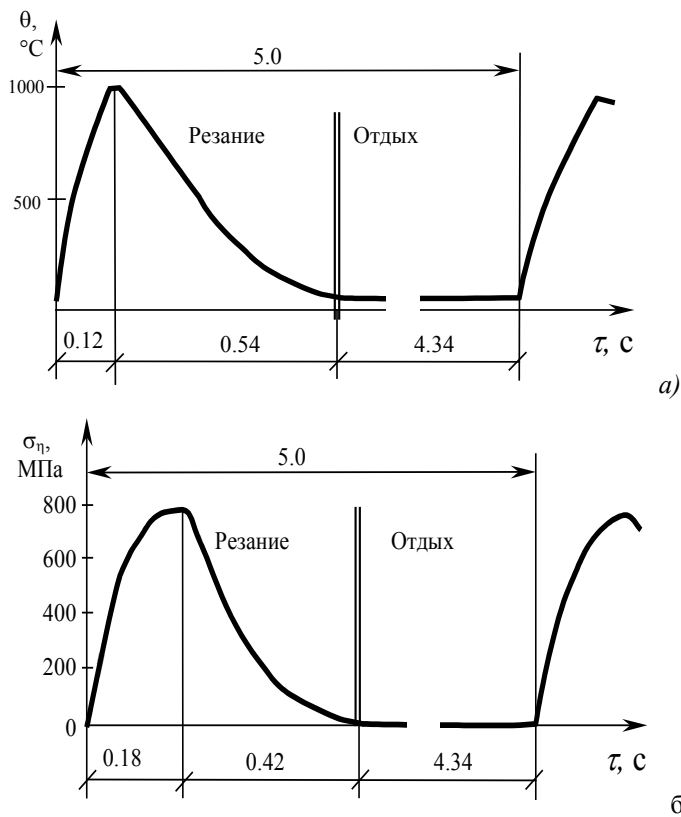 θ,
°C
5.0
1000
Резание
Отдых
500
0.12
0.54
4.34
τ, с
а)
ση,
МПа
5.0
800
Резание
Отдых
600
400
200
0
0.18
0.42
4.34
τ, с
б